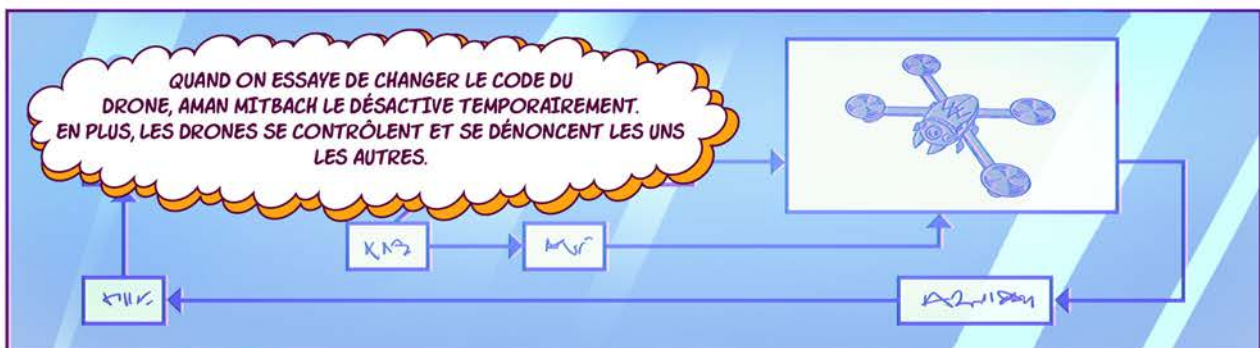 QUAND ON ESSAYE DE CHANGER LE CODE DU
DRONE, AMAN MITBACH LE DÉSACTIVE TEMPORAIREMENT.
EN PLUS, LES DRONES SE CONTRÔLENT ET SE DÉNONCENT LES UNS
LES AUTRES.